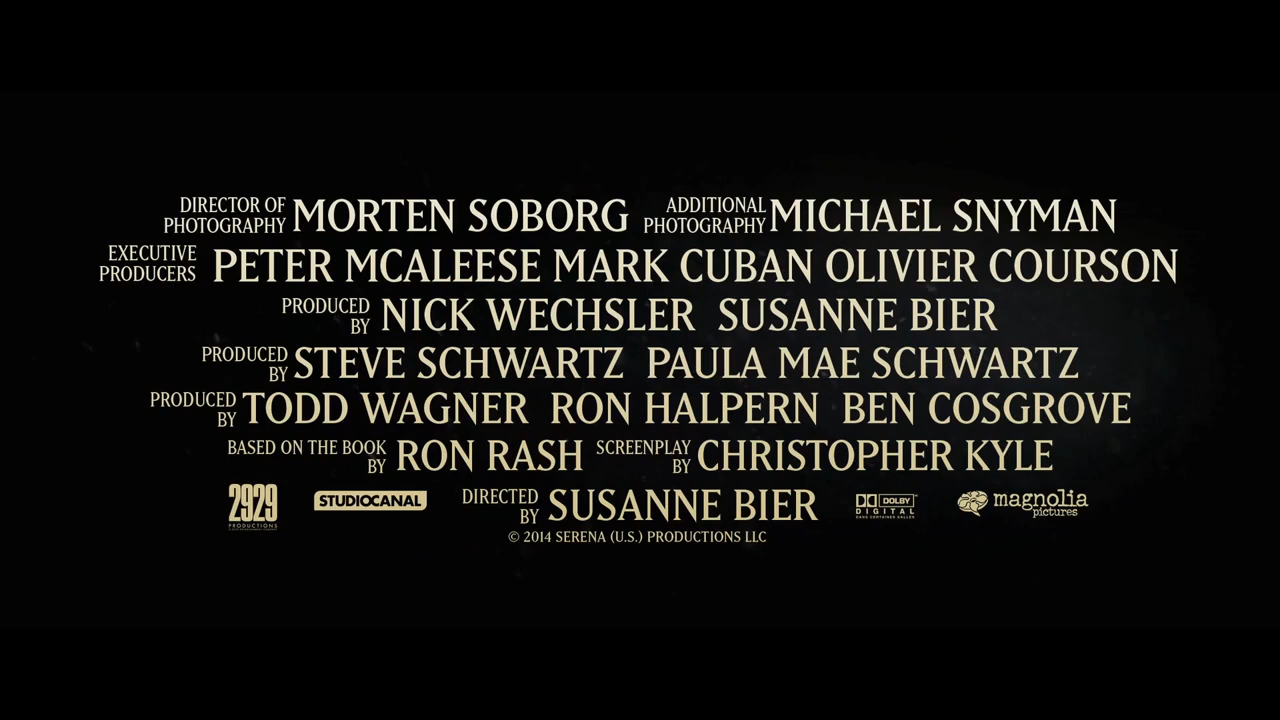 DIRECTOR OF PHOTOGRAPHY MORTEN SOBORG ADDITIONAL PHOTOGRAPHY MICHAEL SNYMAN
EXECUTIVE PRODUCERS PETER MCALEESE MARK CUBAN OLIVIER COURSON
PRODUCED BY NICK WECHSLER SUSANNE BIER
PRODUCED BY STEVE SCHWARTZ PAULA MAE SCHWARTZ
PRODUCED BY TODD WAGNER RON HALPERN BEN COSGROVE
BASED ON THE BOOK BY RON RASH SCREENPLAY BY CHRISTOPHER KYLE
2929 PRODUCTIONS STUDIOCANAL DIRECTED BY SUSANNE BIER DOLBY DIGITAL magnolia pictures
© 2014 SERENA (U.S.) PRODUCTIONS LLC